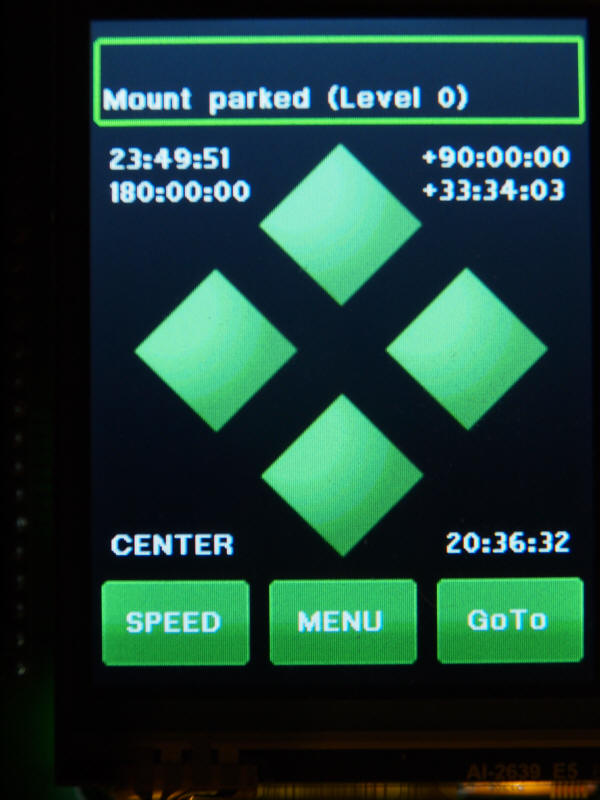 Mount parked (Level 0)
23:49:51 +90:00:00
180:00:00 +33:34:03
CENTER 20:36:32
SPEED MENU GoTo
AI-2639 E5